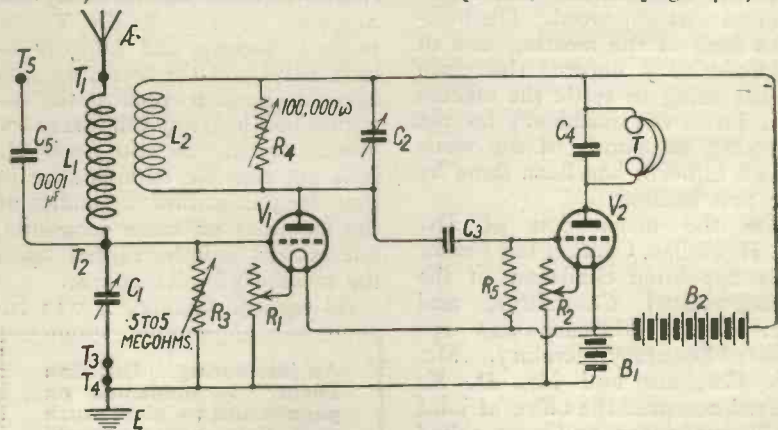 Æ.
T5
T1
C5
L1
.0001
µF
L2
100,000ω
R4
C2
C4
T
V1
V2
T2
C3
C1
R3
.5 TO 5
MEGOHMS.
R1
R5
R2
B2
B1
T3
T4
E